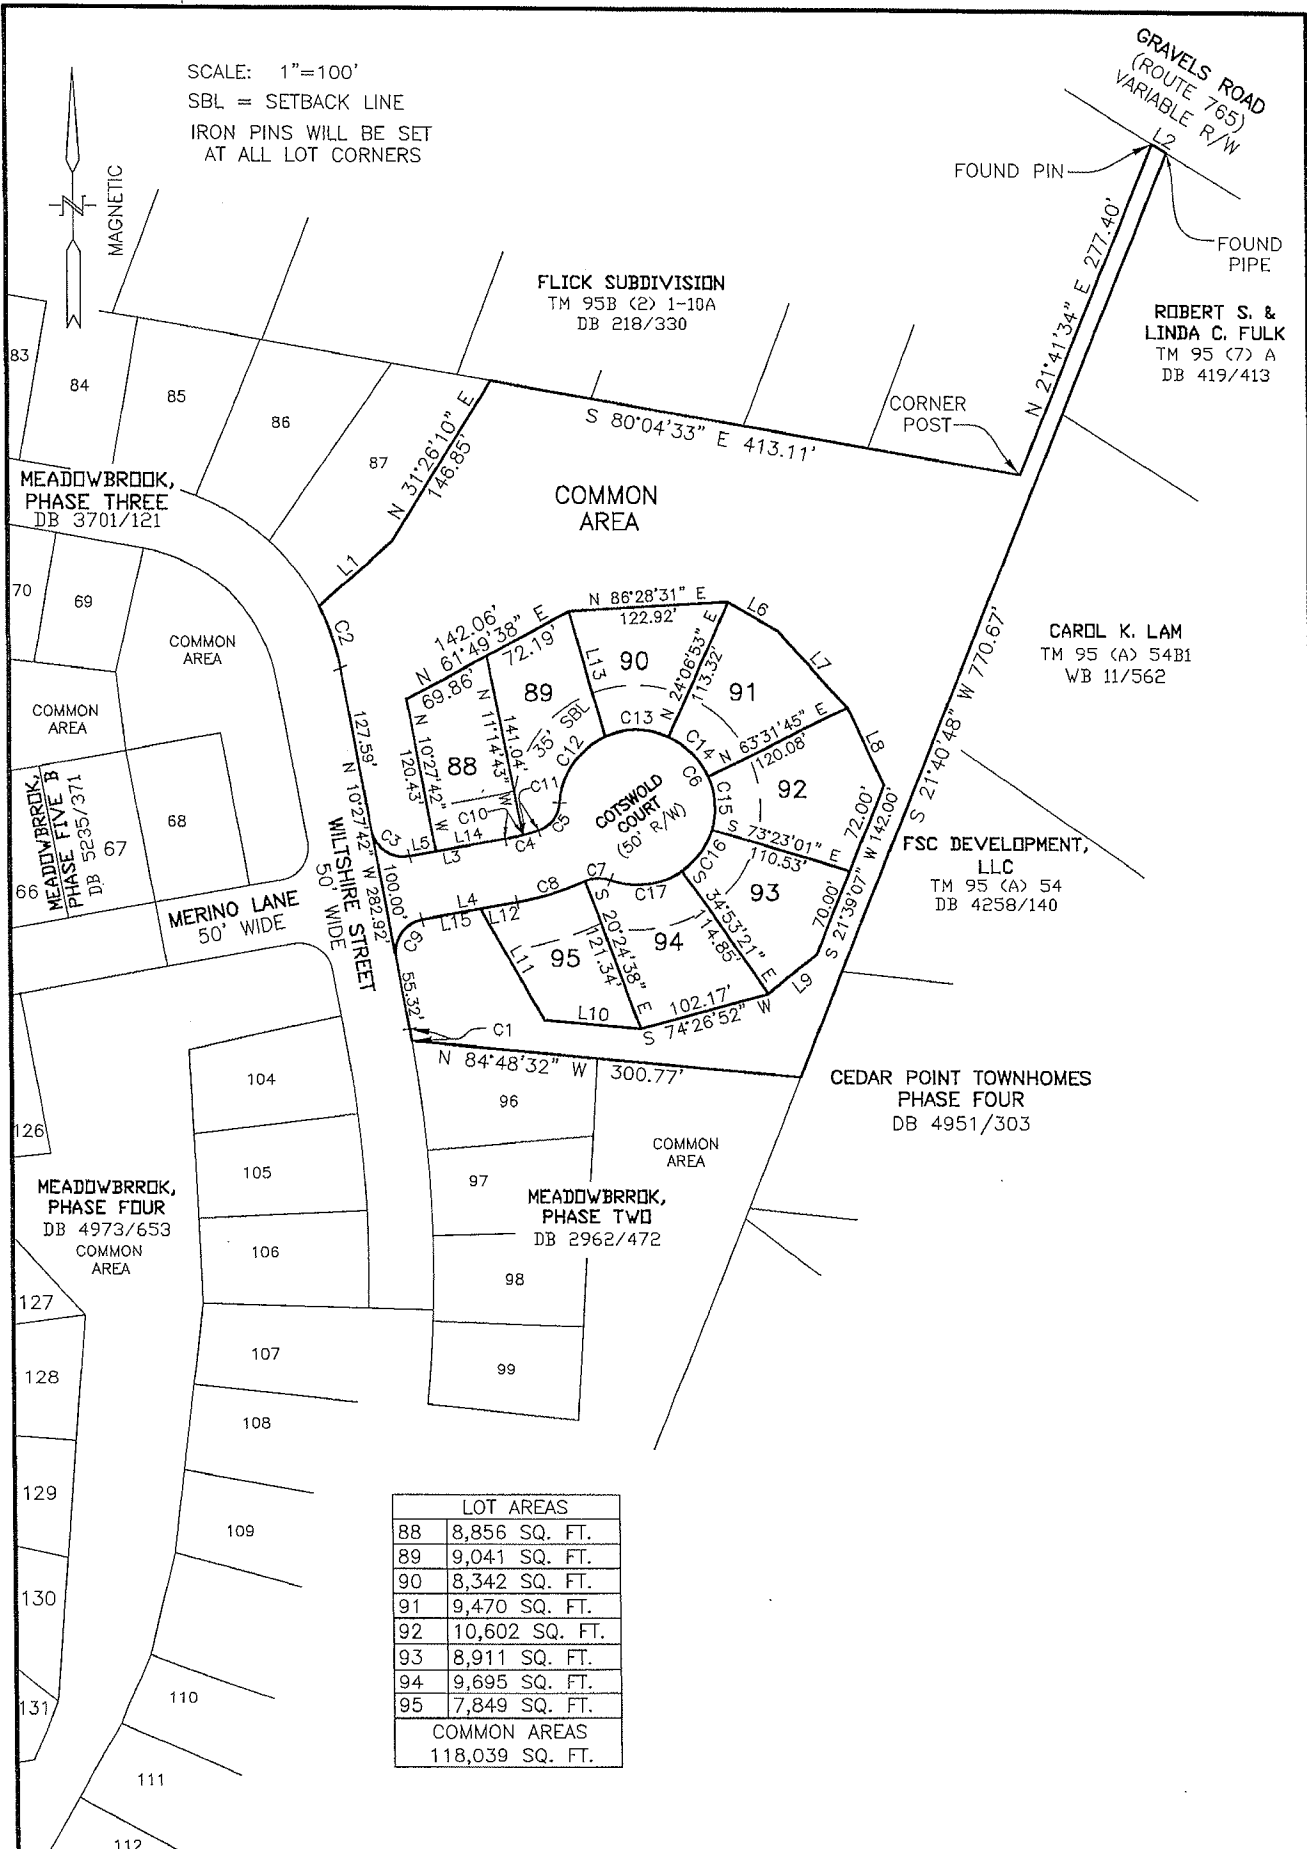 SCALE: 1"=100'
SBL = SETBACK LINE
IRON PINS WILL BE SET
AT ALL LOT CORNERS
N
MAGNETIC
GRAVELS ROAD
(ROUTE 765)
VARIABLE R/W
L2
FOUND PIN
FOUND
PIPE
N 21°41'34" E 277.40'
ROBERT S. &
LINDA C. FULK
TM 95 (7) A
DB 419/413
FLICK SUBDIVISION
TM 95B (2) 1-10A
DB 218/330
CORNER
POST
S 80°04'33" E 413.11'
83
84
85
86
87
N 31°26'10" E
146.85'
MEADOWBROOK,
PHASE THREE
DB 3701/121
COMMON
AREA
L1
C2
70
69
COMMON
AREA
COMMON
AREA
CAROL K. LAM
TM 95 (A) 54B1
WB 11/562
S 21°40'48" W 770.67'
142.06'
N 61°49'38" E
69.86'
72.19'
N 86°28'31" E
122.92'
L6
L7
L8
L13
90
89
88
91
92
93
94
95
N 24°06'53" E
113.32'
N 63°31'45" E
120.08'
N 10°27'42" W
120.43'
N 11°14'43" W
141.04'
35' SBL
C13
C12
C14
C6
C15
C16
C17
C11
C10
C5
C4
C7
C8
C3
L5
L14
L3
L4
L15
L12
C9
L11
L10
L9
COTSWOLD
COURT
(50' R/W)
S 73°23'01" E
110.53'
S 34°53'21" E
114.85'
S 20°24'38" E
121.34'
102.17'
S 74°26'52" W
72.00'
70.00'
S 21°39'07" W 142.00'
127.59'
N 10°27'42" W 282.92'
100.00'
55.32'
C1
WILTSHIRE STREET
50' WIDE
MERINO LANE
50' WIDE
MEADOWBRROK,
PHASE FIVE B
DB 5235/371
66
67
68
FSC DEVELOPMENT,
LLC
TM 95 (A) 54
DB 4258/140
N 84°48'32" W 300.77'
CEDAR POINT TOWNHOMES
PHASE FOUR
DB 4951/303
96
97
98
99
COMMON
AREA
MEADOWBRROK,
PHASE TWO
DB 2962/472
104
105
106
107
108
109
110
111
112
126
MEADOWBRROK,
PHASE FOUR
DB 4973/653
COMMON
AREA
127
128
129
130
131
LOT AREAS
88 8,856 SQ. FT.
89 9,041 SQ. FT.
90 8,342 SQ. FT.
91 9,470 SQ. FT.
92 10,602 SQ. FT.
93 8,911 SQ. FT.
94 9,695 SQ. FT.
95 7,849 SQ. FT.
COMMON AREAS
118,039 SQ. FT.